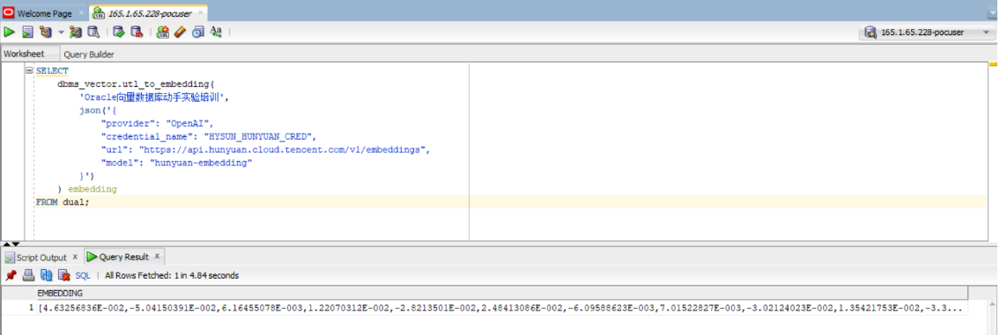 Welcome Page
165.1.65.228-pocuser
165.1.65.228-pocuser
Worksheet Query Builder
SELECT
dbms_vector.utl_to_embedding(
'Oracle向量数据库动手实验培训',
json('{
"provider": "OpenAI",
"credential_name": "HYSUN_HUNYUAN_CRED",
"url": "https://api.hunyuan.cloud.tencent.com/v1/embeddings",
"model": "hunyuan-embedding"
}')
) embedding
FROM dual;
Script Output x Query Result x
SQL | All Rows Fetched: 1 in 4.84 seconds
EMBEDDING
1 [4.63256836E-002,-5.04150391E-002,6.16455078E-003,1.22070312E-002,-2.8213501E-002,2.48413086E-002,-6.09588623E-003,7.01522827E-003,-3.02124023E-002,1.35421753E-002,-3.3...